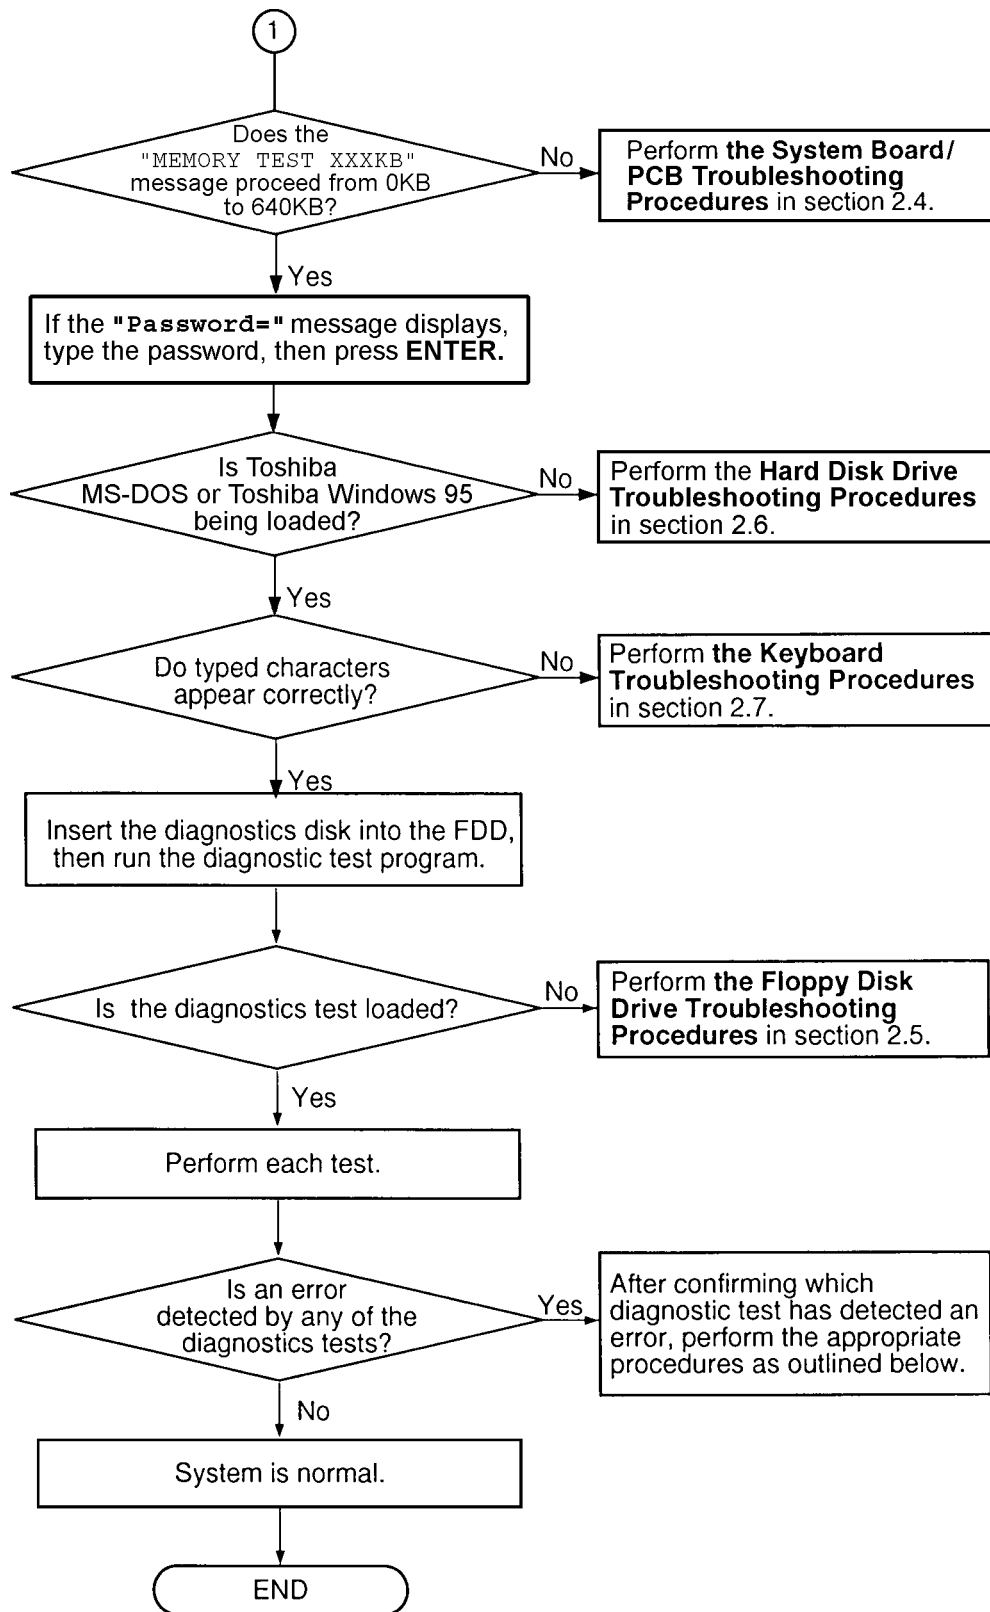 1
Does the
"MEMORY TEST XXXKB"
message proceed from 0KB
to 640KB?
No
Perform the System Board/
PCB Troubleshooting
Procedures in section 2.4.
Yes
If the "Password=" message displays,
type the password, then press ENTER.
Is Toshiba
MS-DOS or Toshiba Windows 95
being loaded?
No
Perform the Hard Disk Drive
Troubleshooting Procedures
in section 2.6.
Yes
Do typed characters
appear correctly?
No
Perform the Keyboard
Troubleshooting Procedures
in section 2.7.
Yes
Insert the diagnostics disk into the FDD,
then run the diagnostic test program.
Is the diagnostics test loaded?
No
Perform the Floppy Disk
Drive Troubleshooting
Procedures in section 2.5.
Yes
Perform each test.
Is an error
detected by any of the
diagnostics tests?
Yes
After confirming which
diagnostic test has detected an
error, perform the appropriate
procedures as outlined below.
No
System is normal.
END